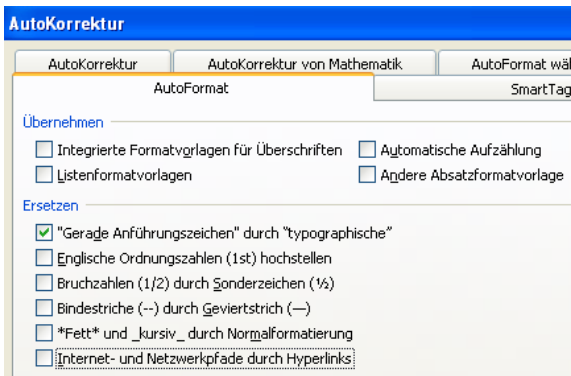 AutoKorrektur
AutoKorrektur AutoKorrektur von Mathematik AutoFormat wäl
AutoFormat SmartTag
Übernehmen
Integrierte Formatvorlagen für Überschriften Automatische Aufzählung
Listenformatvorlagen Andere Absatzformatvorlage
Ersetzen
"Gerade Anführungszeichen" durch “typographische”
Englische Ordnungszahlen (1st) hochstellen
Bruchzahlen (1/2) durch Sonderzeichen (½)
Bindestriche (--) durch Geviertstrich (—)
*Fett* und _kursiv_ durch Normalformatierung
Internet- und Netzwerkpfade durch Hyperlinks